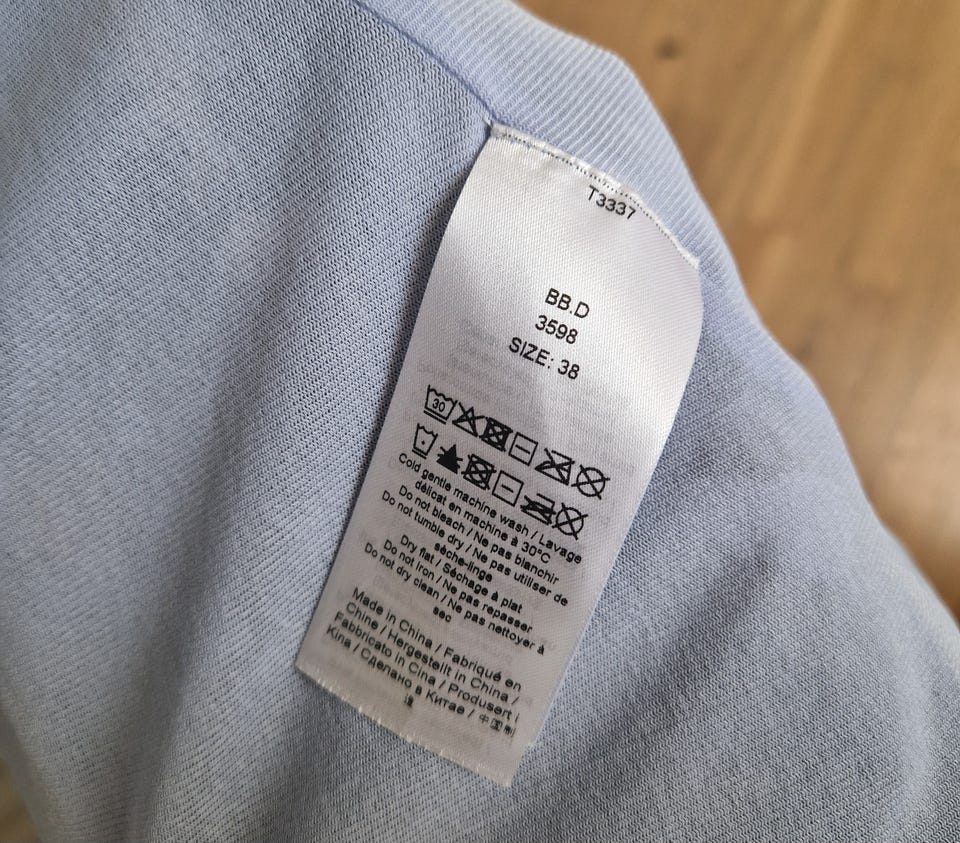 T3337
BB.D
3598
SIZE: 38
30
Cold gentle machine wash / Lavage
délicat en machine à 30°C
Do not bleach / Ne pas blanchir
Do not tumble dry / Ne pas utiliser de
sèche-linge
Dry flat / Séchage à plat
Do not iron / Ne pas repasser
Do not dry clean / Ne pas nettoyer à
sec
Made in China / Fabriqué en
Chine / Hergestellt in China /
Fabbricato in Cina / Produsert i
Kina / Сделано в Китае / 中国制
造